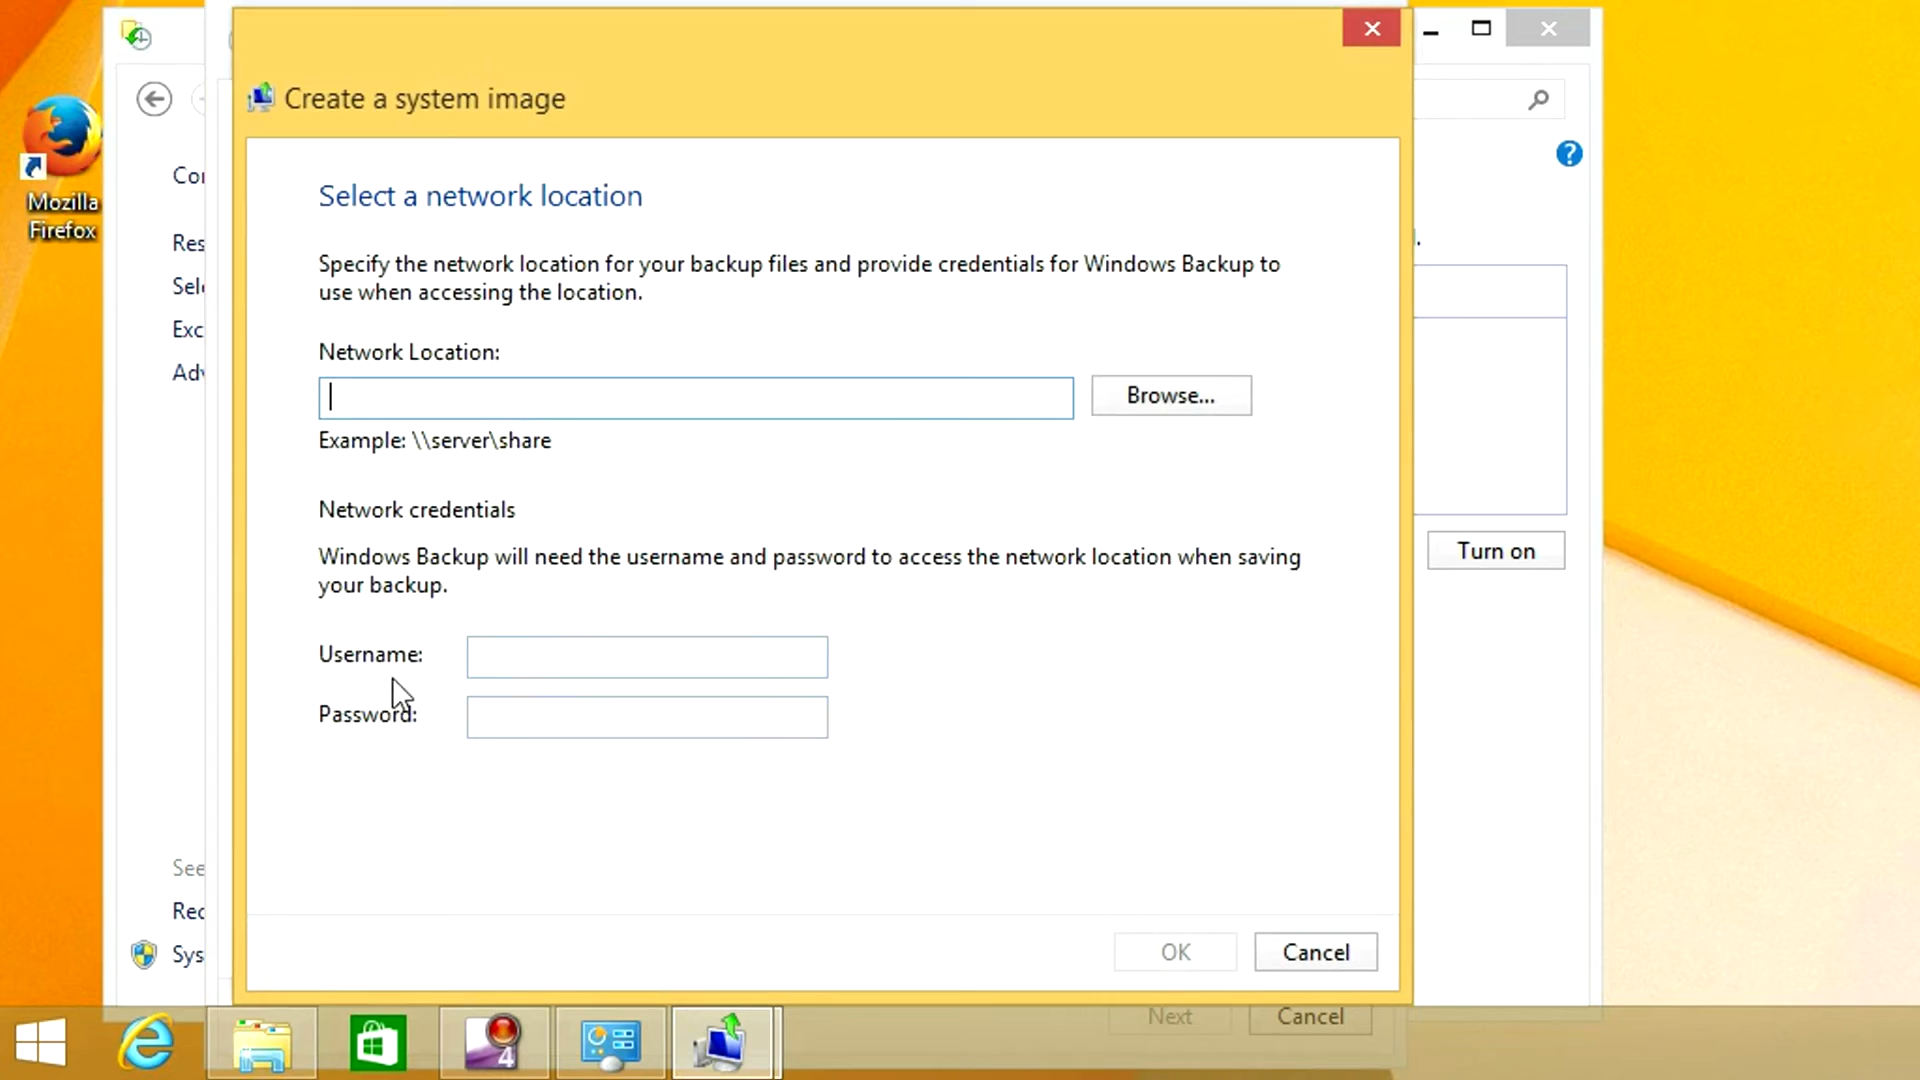 Create a system image
Mozilla
Firefox
Select a network location
Specify the network location for your backup files and provide credentials for Windows Backup to
use when accessing the location.
Network Location:
Browse...
Example: \\server\share
Network credentials
Windows Backup will need the username and password to access the network location when saving
your backup.
Username:
Password:
Turn on
OK
Cancel
Next
Cancel
See
4